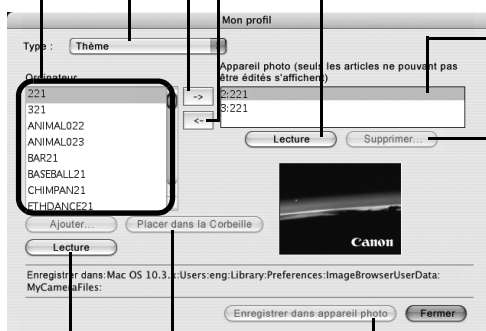 Mon profil
Type : Thème
Ordinateur
Appareil photo (seuls les articles ne pouvant pas
être édités s'affichent)
221
321
ANIMAL022
ANIMAL023
BAR21
BASEBALL21
CHIMPAN21
ETHDANCE21
->
<-
2:221
3:221
Lecture
Supprimer...
Ajouter...
Placer dans la Corbeille
Lecture
Canon
Enregistrer dans:Mac OS 10.3.x:Users:eng:Library:Preferences:ImageBrowserUserData:
MyCameraFiles:
Enregistrer dans appareil photo
Fermer